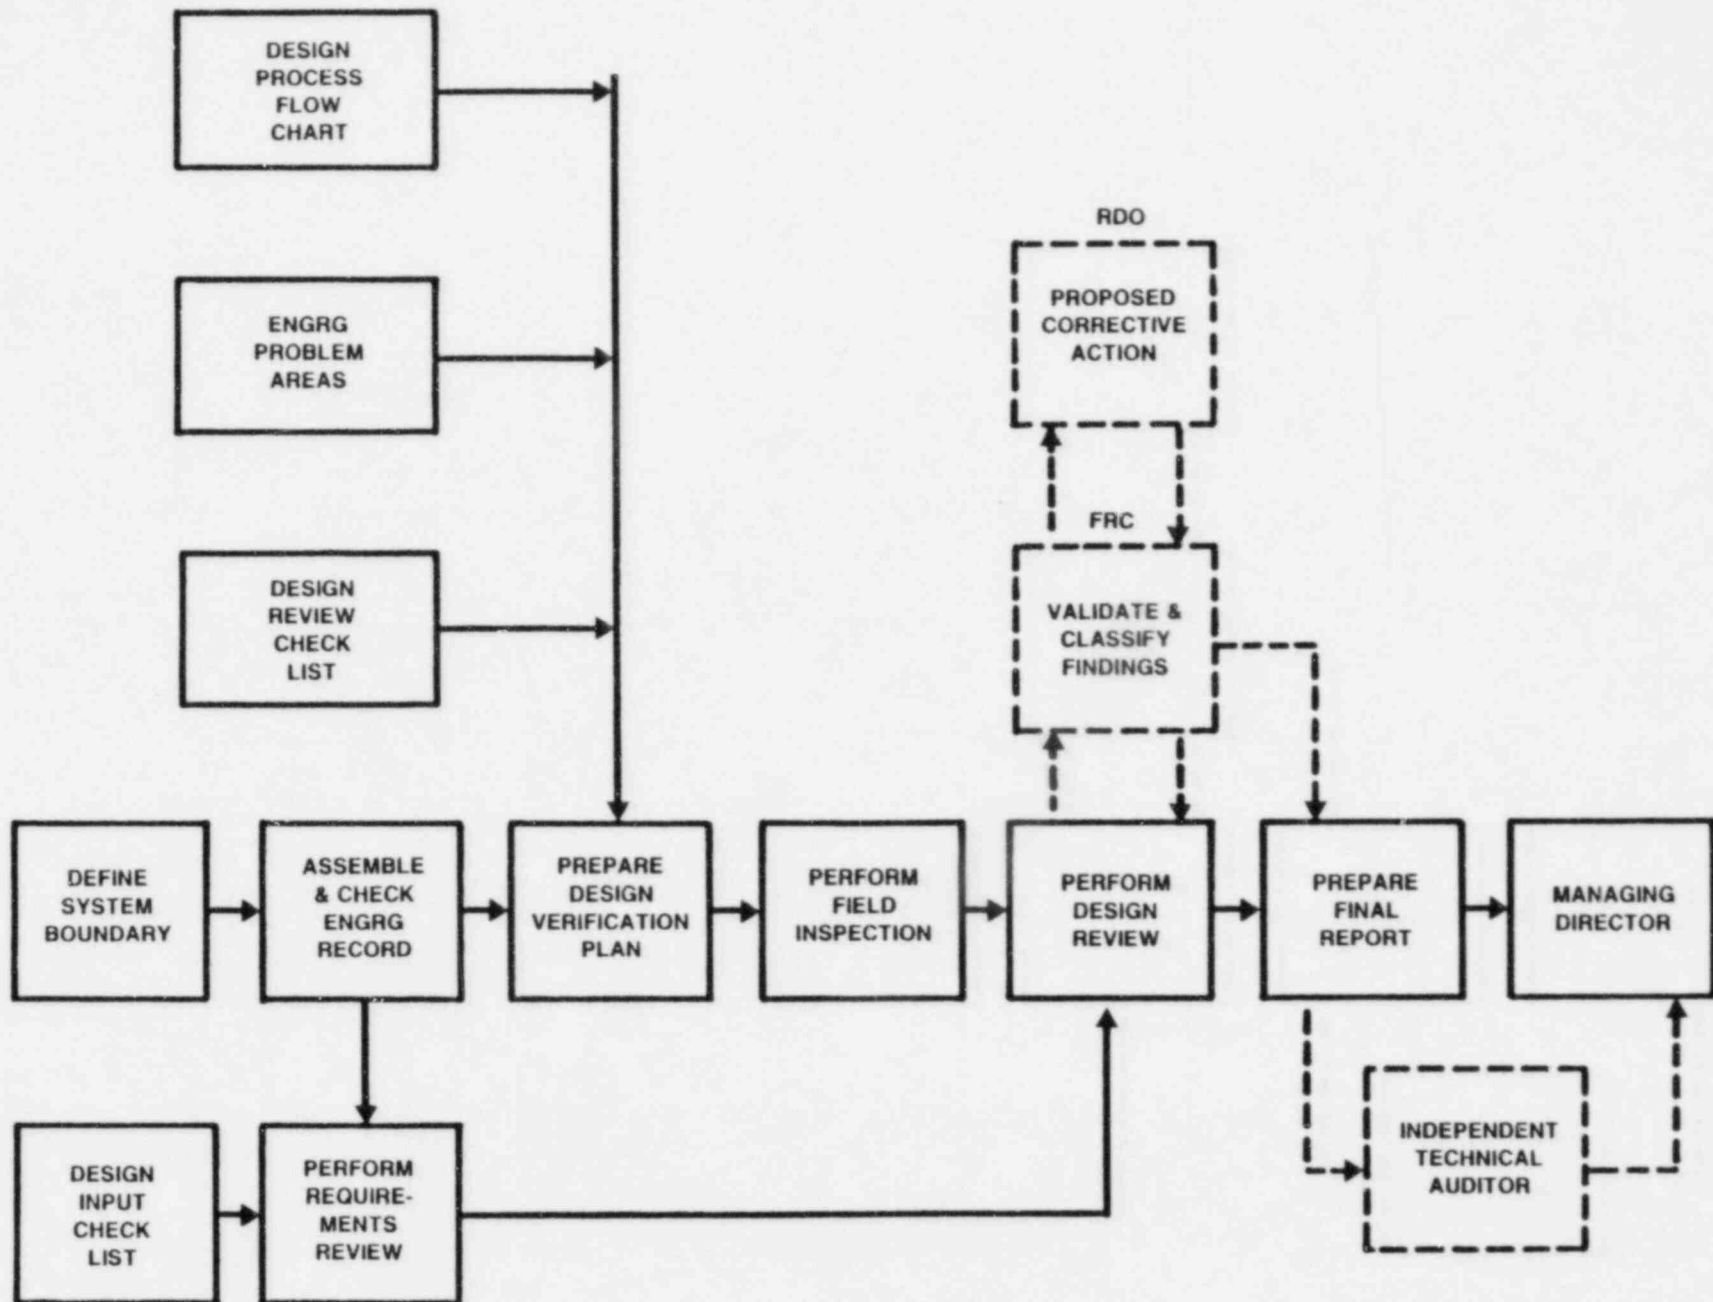 DESIGN
PROCESS
FLOW
CHART
ENGRG
PROBLEM
AREAS
DESIGN
REVIEW
CHECK
LIST
RDO
PROPOSED
CORRECTIVE
ACTION
FRC
VALIDATE &
CLASSIFY
FINDINGS
DEFINE
SYSTEM
BOUNDARY
ASSEMBLE
& CHECK
ENGRG
RECORD
PREPARE
DESIGN
VERIFICATION
PLAN
PERFORM
FIELD
INSPECTION
PERFORM
DESIGN
REVIEW
PREPARE
FINAL
REPORT
MANAGING
DIRECTOR
DESIGN
INPUT
CHECK
LIST
PERFORM
REQUIRE-
MENTS
REVIEW
INDEPENDENT
TECHNICAL
AUDITOR